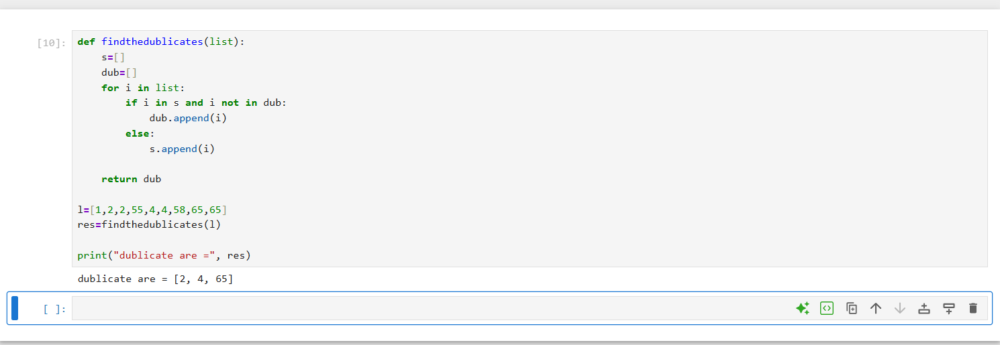 [10]: def findthedublicates(list):
    s=[]
    dub=[]
    for i in list:
        if i in s and i not in dub:
            dub.append(i)
        else:
            s.append(i)

    return dub

l=[1,2,2,55,4,4,58,65,65]
res=findthedublicates(l)

print("dublicate are =", res)
dublicate are = [2, 4, 65]
[ ]: